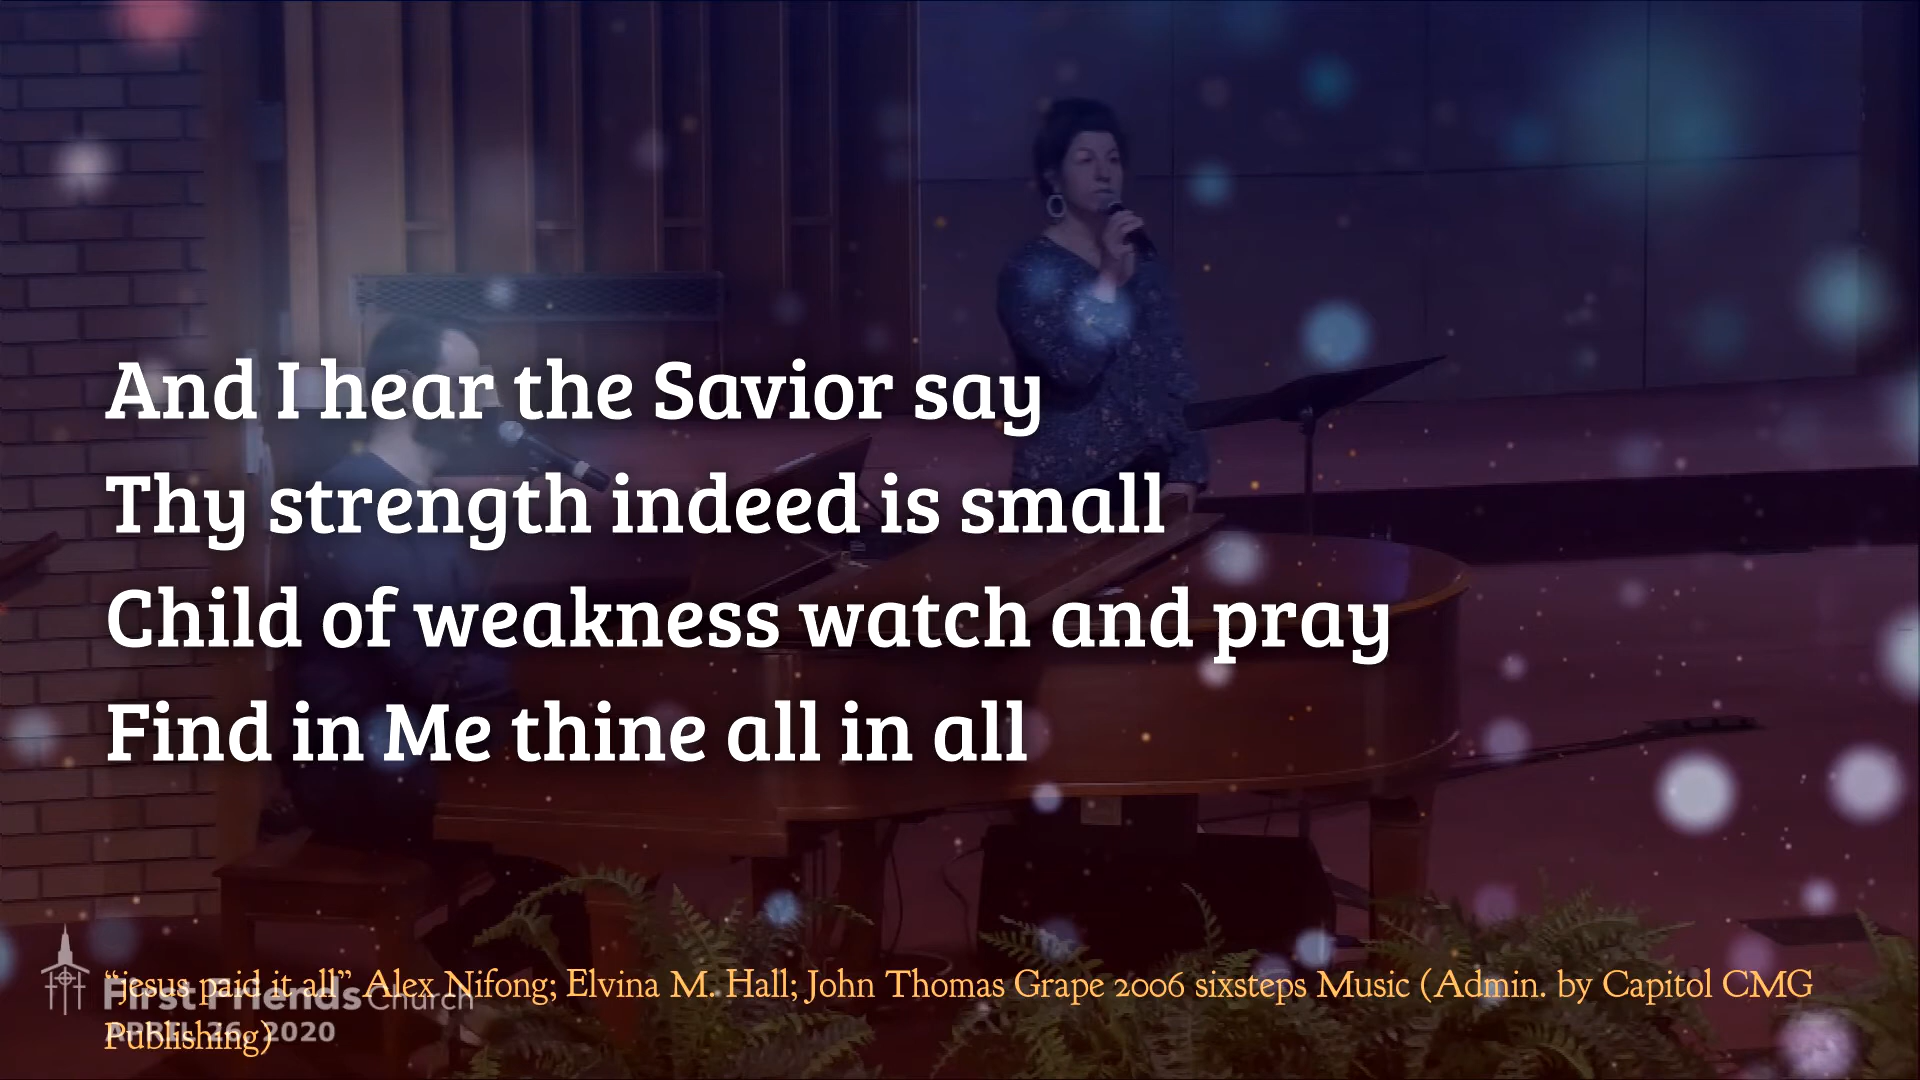 And I hear the Savior say
Thy strength indeed is small
Child of weakness watch and pray
Find in Me thine all in all
“jesus paid it all” Alex Nifong; Elvina M. Hall; John Thomas Grape 2006 sixsteps Music (Admin. by Capitol CMG
Publishing)
First Friends Church
APRIL 26, 2020